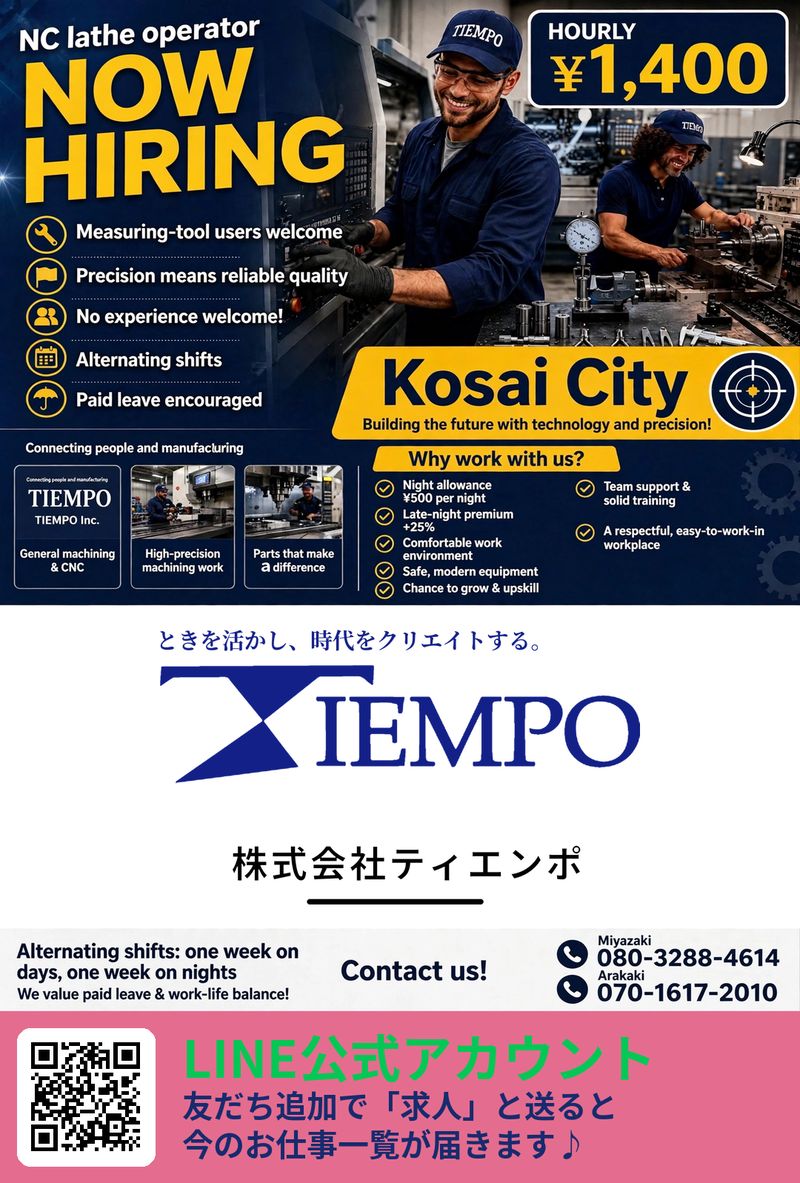 NC lathe operator
NOW
HIRING
HOURLY
¥1,400
TIEMPO
TIEMPO
Measuring-tool users welcome
Precision means reliable quality
No experience welcome!
Alternating shifts
Paid leave encouraged
Kosai City
Building the future with technology and precision!
Connecting people and manufacturing
Connecting people and manufacturing
TIEMPO
TIEMPO Inc.
General machining
& CNC
High-precision
machining work
Parts that make
a difference
Why work with us?
Night allowance
¥500 per night
Late-night premium
+25%
Comfortable work
environment
Safe, modern equipment
Chance to grow & upskill
Team support &
solid training
A respectful, easy-to-work-in
workplace
ときを活かし、時代をクリエイトする。
TIEMPO
株式会社ティエンポ
Alternating shifts: one week on
days, one week on nights
We value paid leave & work-life balance!
Contact us!
Miyazaki
080-3288-4614
Arakaki
070-1617-2010
LINE公式アカウント
友だち追加で「求人」と送ると
今のお仕事一覧が届きます♪